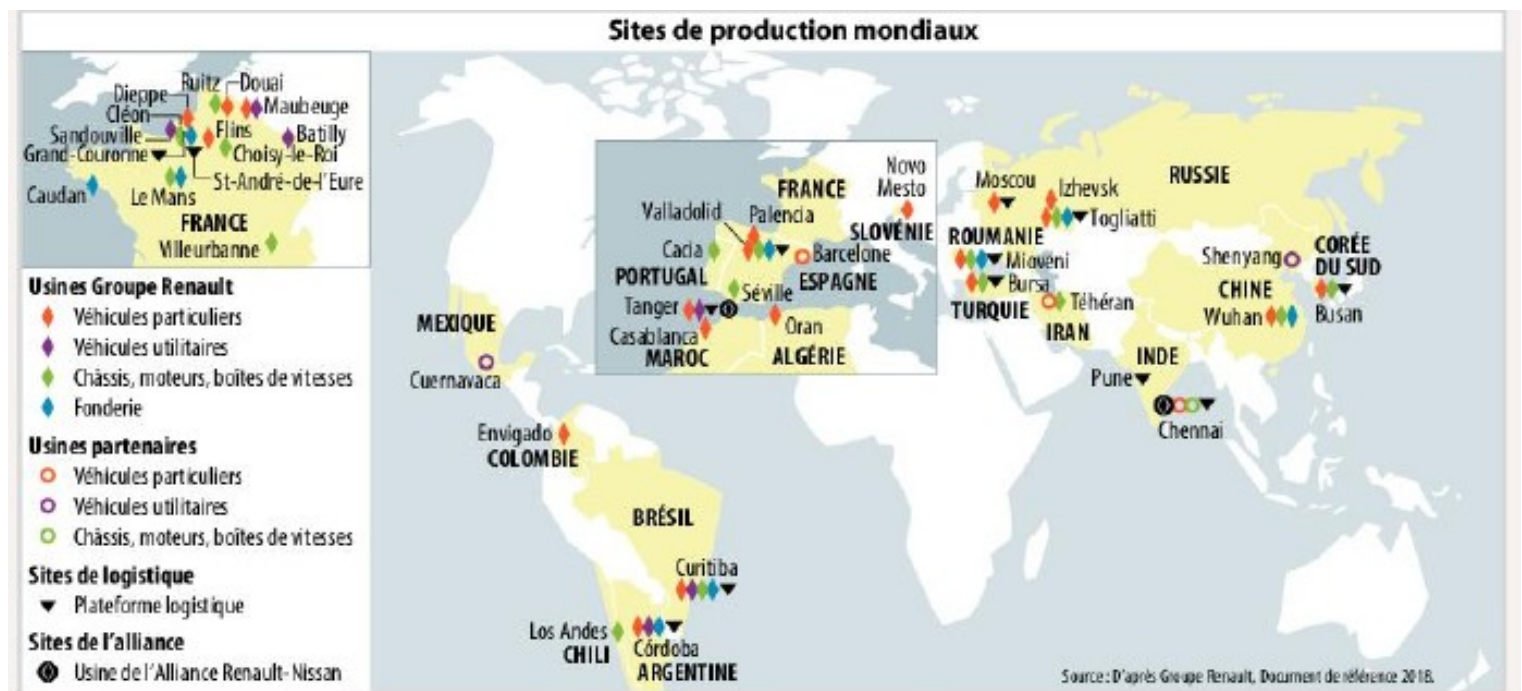 Sites de production mondiaux
Ruitz
Douai
Dieppe
Maubeuge
Cléon
Sandouville
Flins
Batilly
Grand-Couronne
Choisy-le-Roi
St-André-de-l'Eure
Caudan
Le Mans
FRANCE
Villeurbanne
Usines Groupe Renault
Véhicules particuliers
Véhicules utilitaires
Châssis, moteurs, boîtes de vitesses
Fonderie
Usines partenaires
Véhicules particuliers
Véhicules utilitaires
Châssis, moteurs, boîtes de vitesses
Sites de logistique
Plateforme logistique
Sites de l'alliance
Usine de l'Alliance Renault-Nissan
MEXIQUE
Cuernavaca
Envigado
COLOMBIE
BRÉSIL
Curitiba
Los Andes
CHILI
Córdoba
ARGENTINE
FRANCE
Novo
Mesto
SLOVÉNIE
Valladolid
Palencia
Cacia
PORTUGAL
Barcelone
ESPAGNE
Séville
Tanger
Casablanca
MAROC
Oran
ALGÉRIE
Moscou
Izhevsk
Togliatti
RUSSIE
ROUMANIE
Miovéni
Bursa
TURQUIE
Téhéran
IRAN
Shenyang
CORÉE
DU SUD
CHINE
Wuhan
Busan
INDE
Pune
Chennai
Source : D'après Groupe Renault, Document de référence 2018.